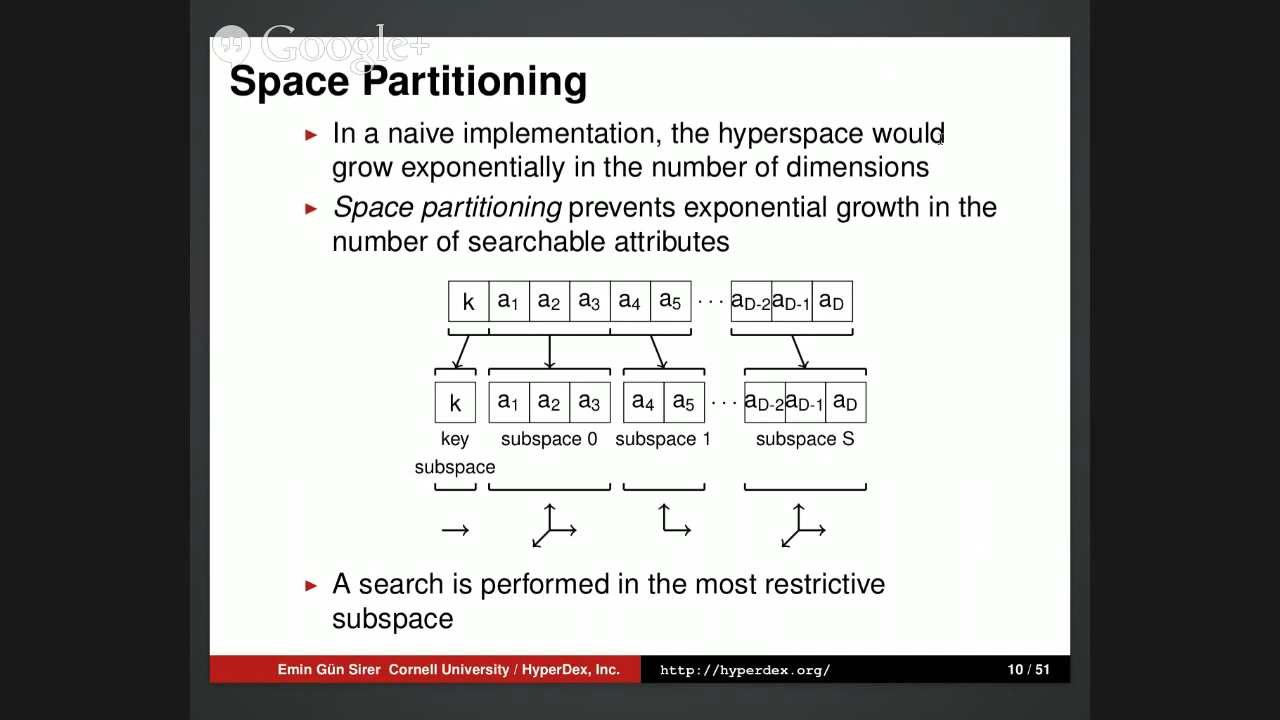 Google+
Space Partitioning
▶ In a naive implementation, the hyperspace would
grow exponentially in the number of dimensions
▶ Space partitioning prevents exponential growth in the
number of searchable attributes
k a1 a2 a3 a4 a5 ··· aD-2 aD-1 aD
k a1 a2 a3 a4 a5 ··· aD-2 aD-1 aD
key subspace 0 subspace 1 subspace S
subspace
▶ A search is performed in the most restrictive
subspace
Emin Gün Sirer Cornell University / HyperDex, Inc. http://hyperdex.org/ 10 / 51